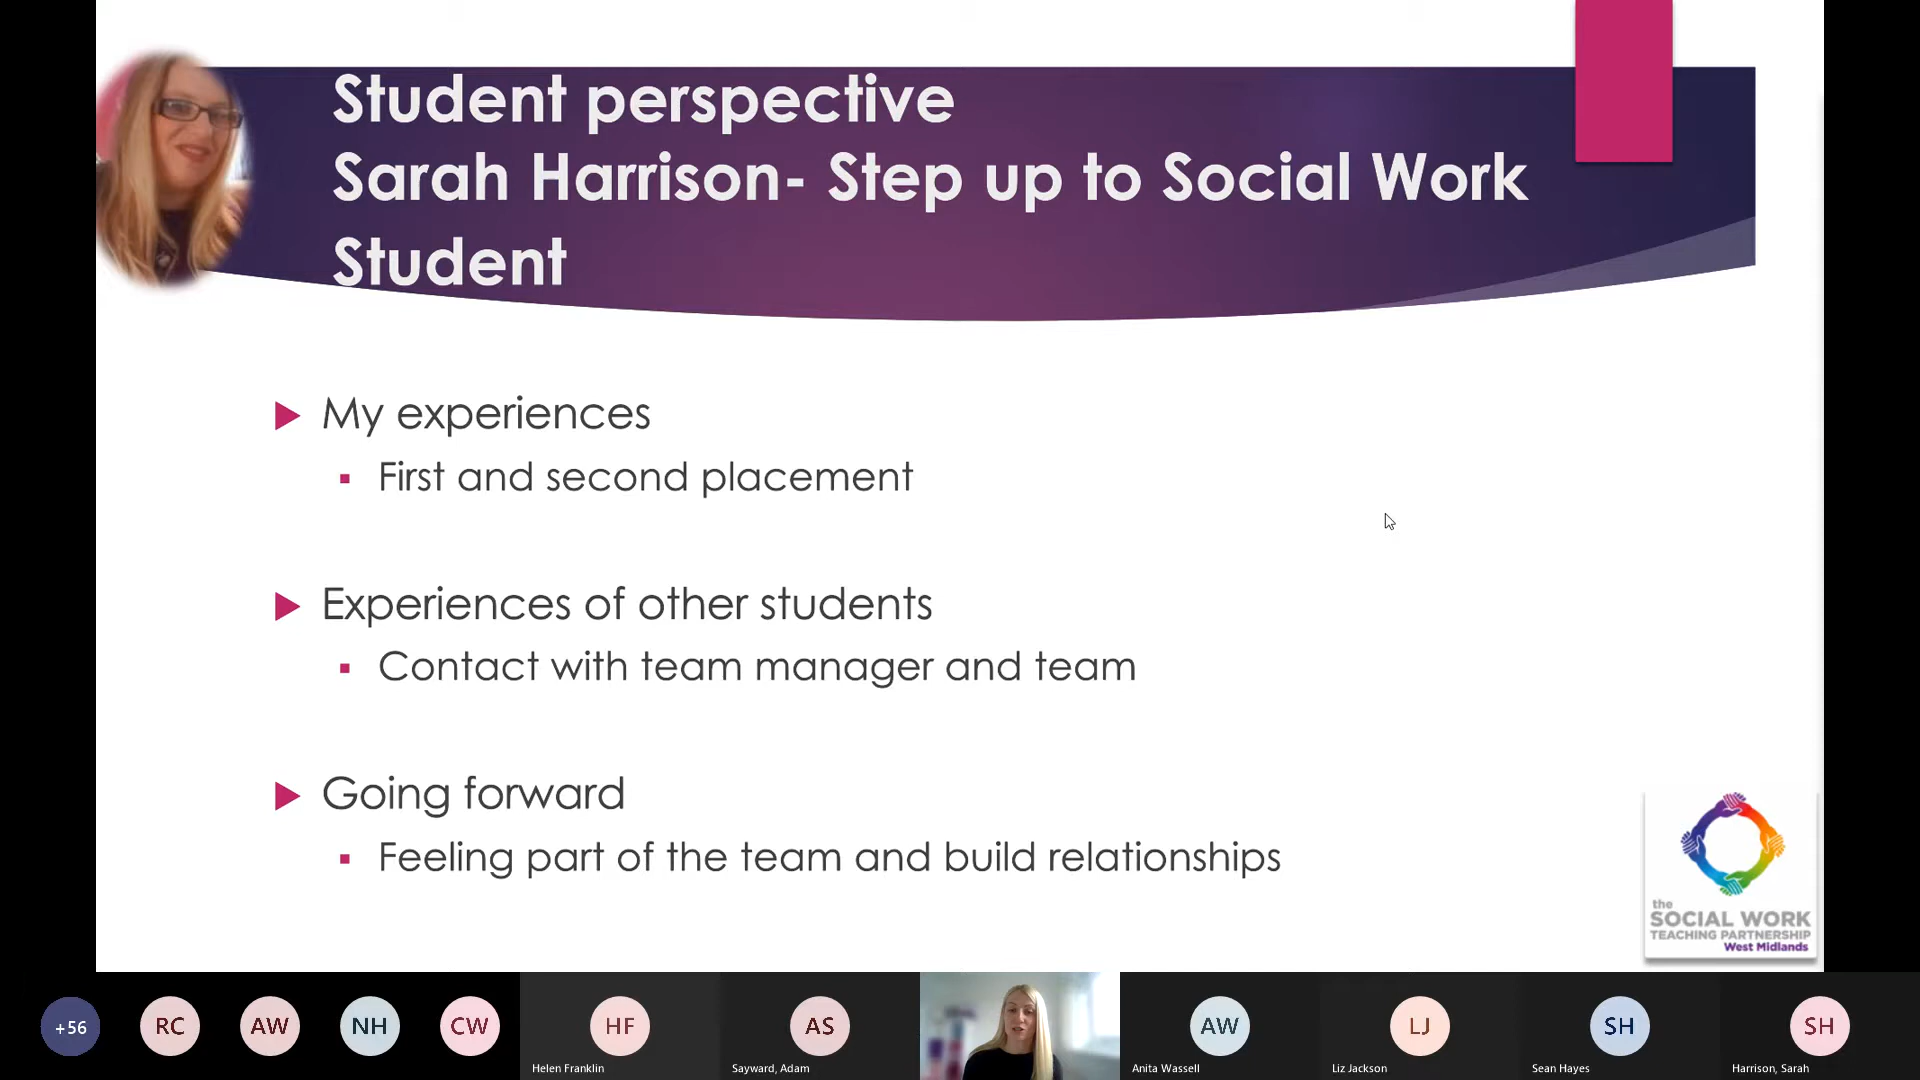 Student perspective
Sarah Harrison- Step up to Social Work
Student
My experiences
First and second placement
Experiences of other students
Contact with team manager and team
Going forward
Feeling part of the team and build relationships
the
SOCIAL WORK
TEACHING PARTNERSHIP
West Midlands
+56
RC
AW
NH
CW
HF
AS
AW
LJ
SH
SH
Helen Franklin
Sayward, Adam
Anita Wassell
Liz Jackson
Sean Hayes
Harrison, Sarah